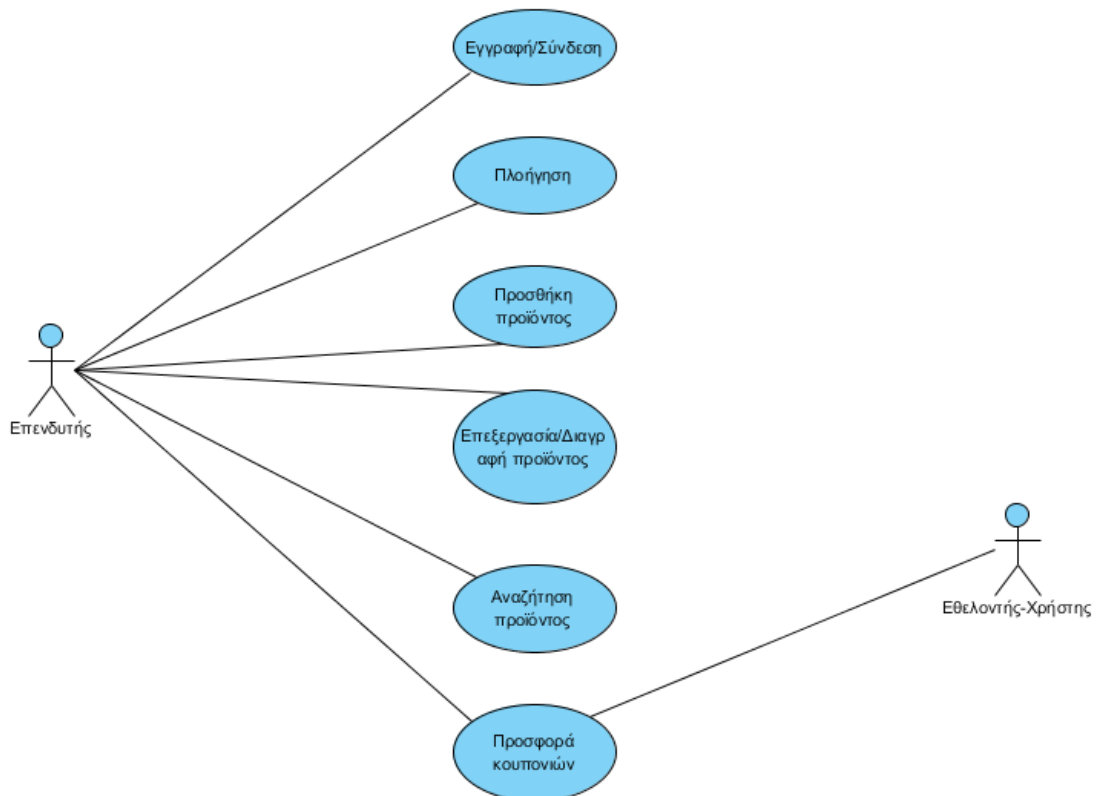 Εγγραφή/Σύνδεση
Πλοήγηση
Προσθήκη
προϊόντος
Επενδυτής
Επεξεργασία/Διαγρ
αφή προϊόντος
Αναζήτηση
προϊόντος
Εθελοντής-Χρήστης
Προσφορά
κουπονιών